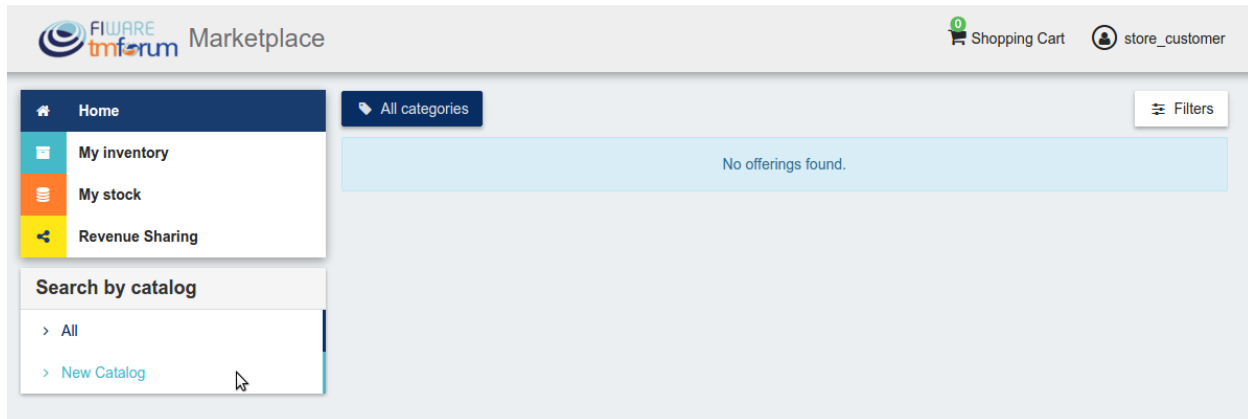 FIWARE
tmforum
Marketplace
0
Shopping Cart
store_customer
Home
My inventory
My stock
Revenue Sharing
Search by catalog
All
New Catalog
All categories
Filters
No offerings found.